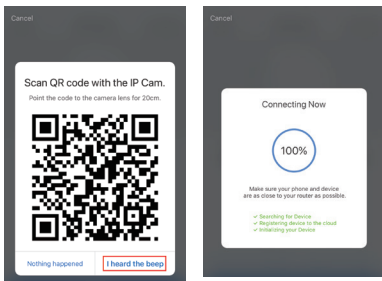 Cancel
Scan QR code with the IP Cam.
Point the code to the camera lens for 20cm.
Nothing happened
I heard the beep
Cancel
Connecting Now
100%
Make sure your phone and device
are as close to your router as possible.
✓ Searching for Device
✓ Registering device to the cloud
✓ Initializing your Device